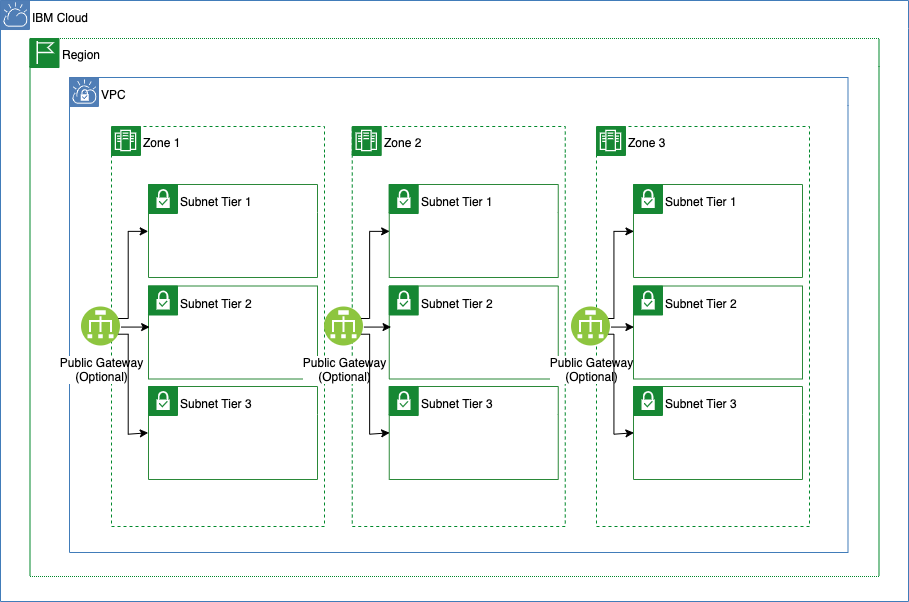 IBM Cloud
Region
VPC
Zone 1
Subnet Tier 1
Subnet Tier 2
Public Gateway
(Optional)
Subnet Tier 3
Zone 2
Subnet Tier 1
Subnet Tier 2
Public Gateway
(Optional)
Subnet Tier 3
Zone 3
Subnet Tier 1
Subnet Tier 2
Public Gateway
(Optional)
Subnet Tier 3